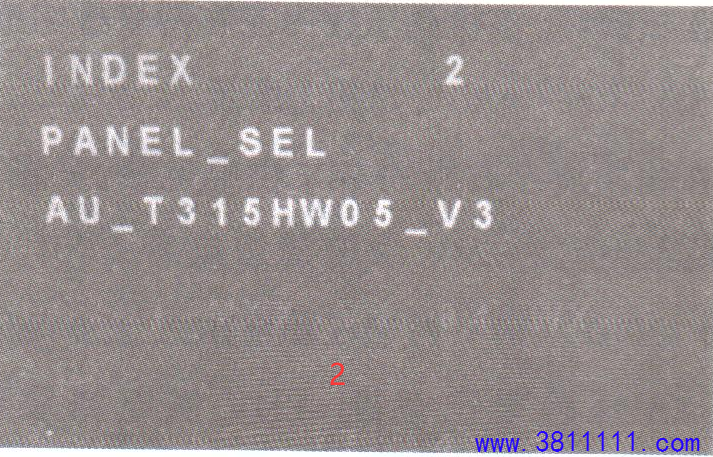 INDEX 2
PANEL_SEL
AU_T315HW05_V3
2
www.3811111.com